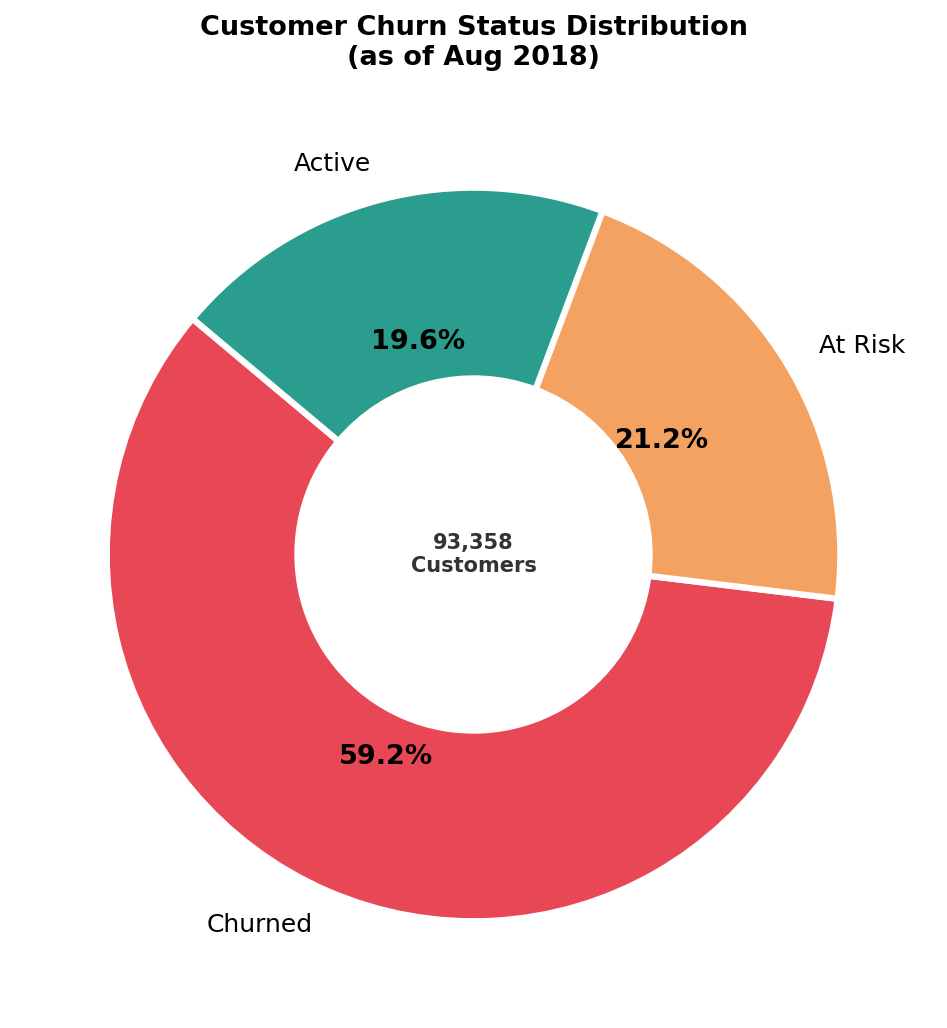 Customer Churn Status Distribution
(as of Aug 2018)
Active
19.6%
At Risk
21.2%
93,358
Customers
59.2%
Churned